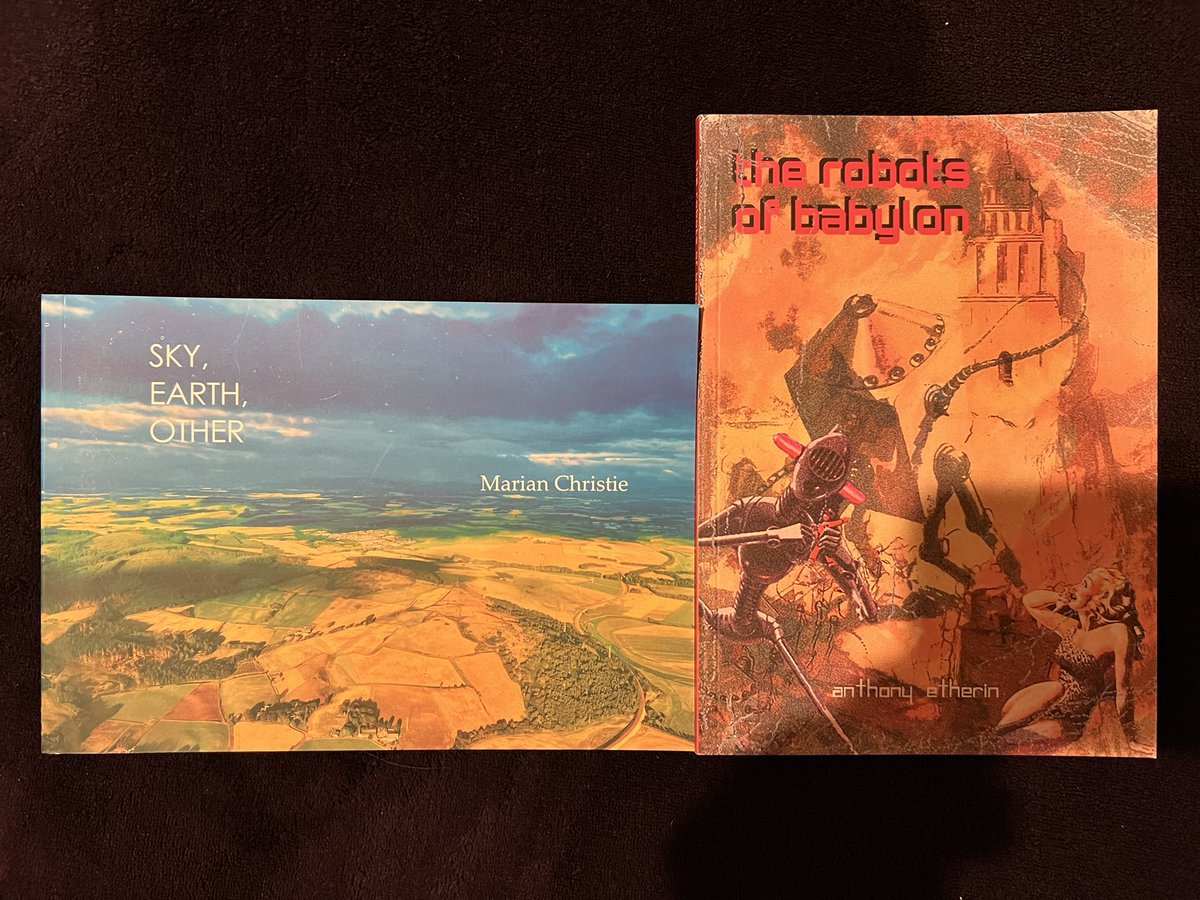 SKY,
EARTH,
OTHER
Marian Christie
the robots
of babylon
anthony etherin